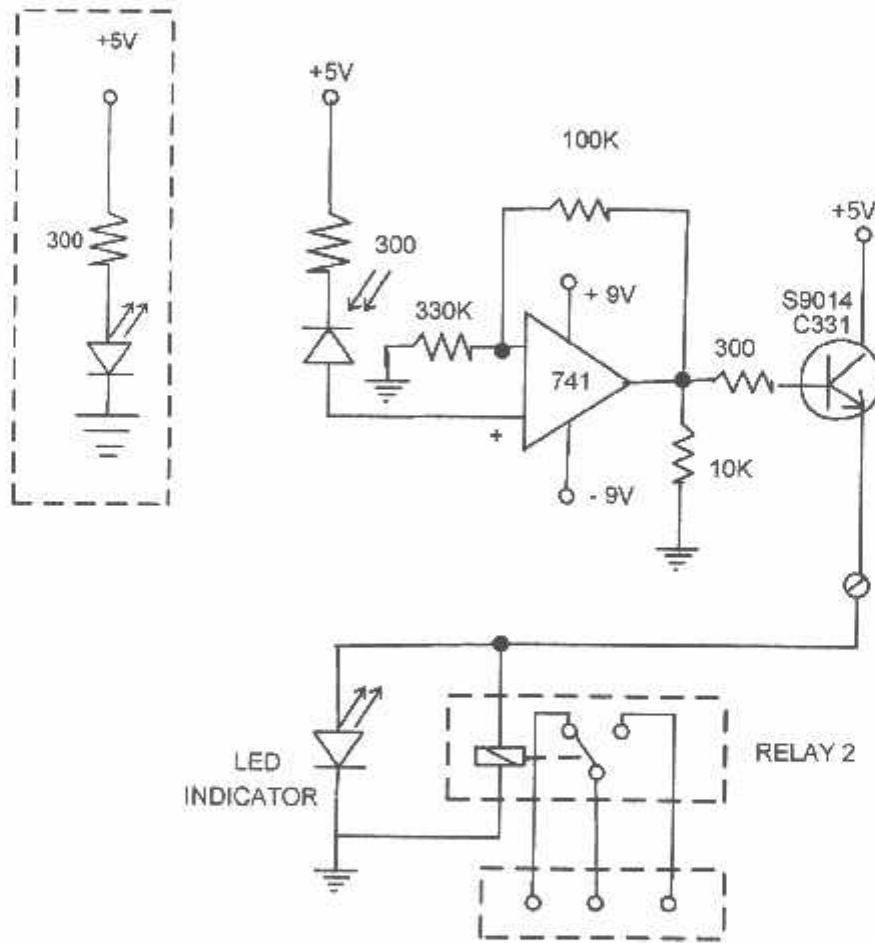 +5V
300
+5V
300
330K
100K
+ 9V
741
+
- 9V
300
10K
+5V
S9014
C331
LED
INDICATOR
RELAY 2